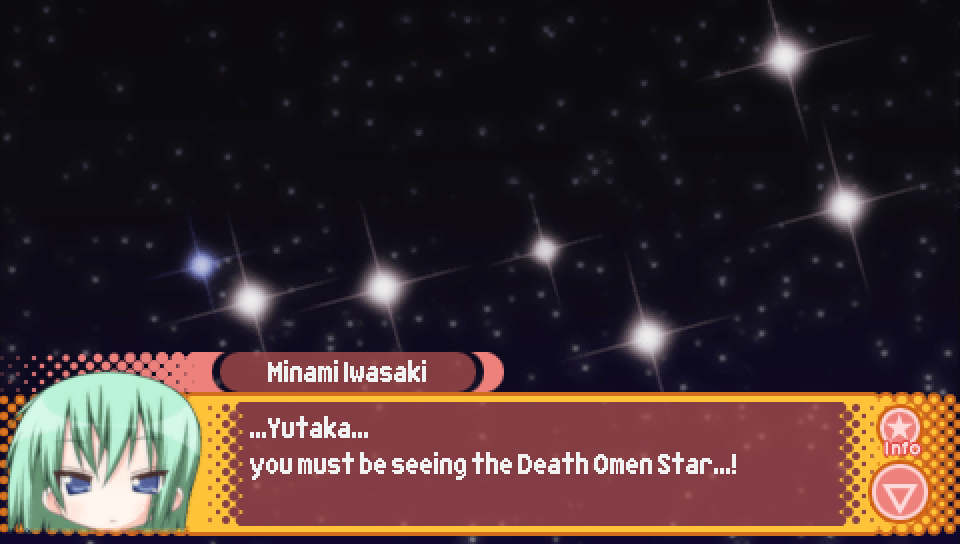 Minami Iwasaki
...Yutaka...
you must be seeing the Death Omen Star...!
Info